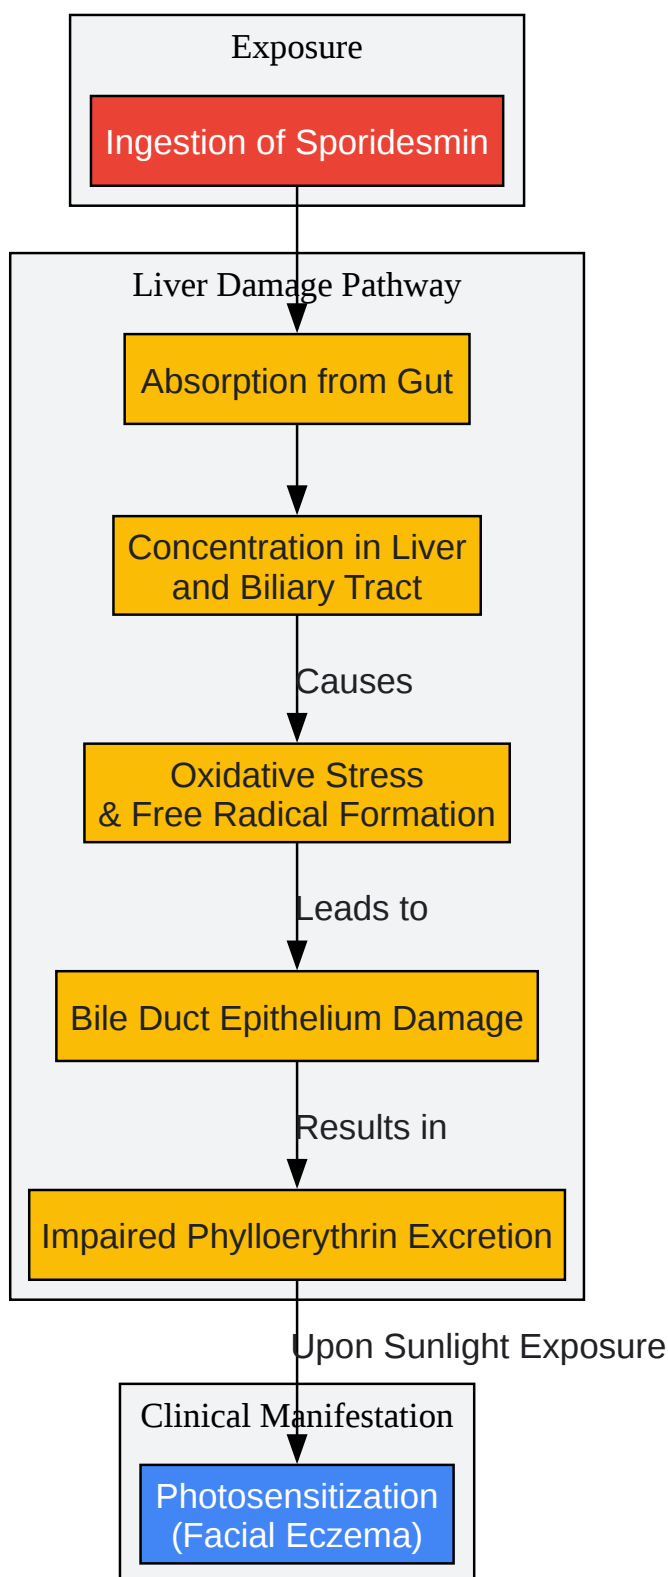 Exposure
Ingestion of Sporidesmin
Liver Damage Pathway
Absorption from Gut
Concentration in Liver
and Biliary Tract
Causes
Oxidative Stress
& Free Radical Formation
Leads to
Bile Duct Epithelium Damage
Results in
Impaired Phylloerythrin Excretion
Upon Sunlight Exposure
Clinical Manifestation
Photosensitization
(Facial Eczema)